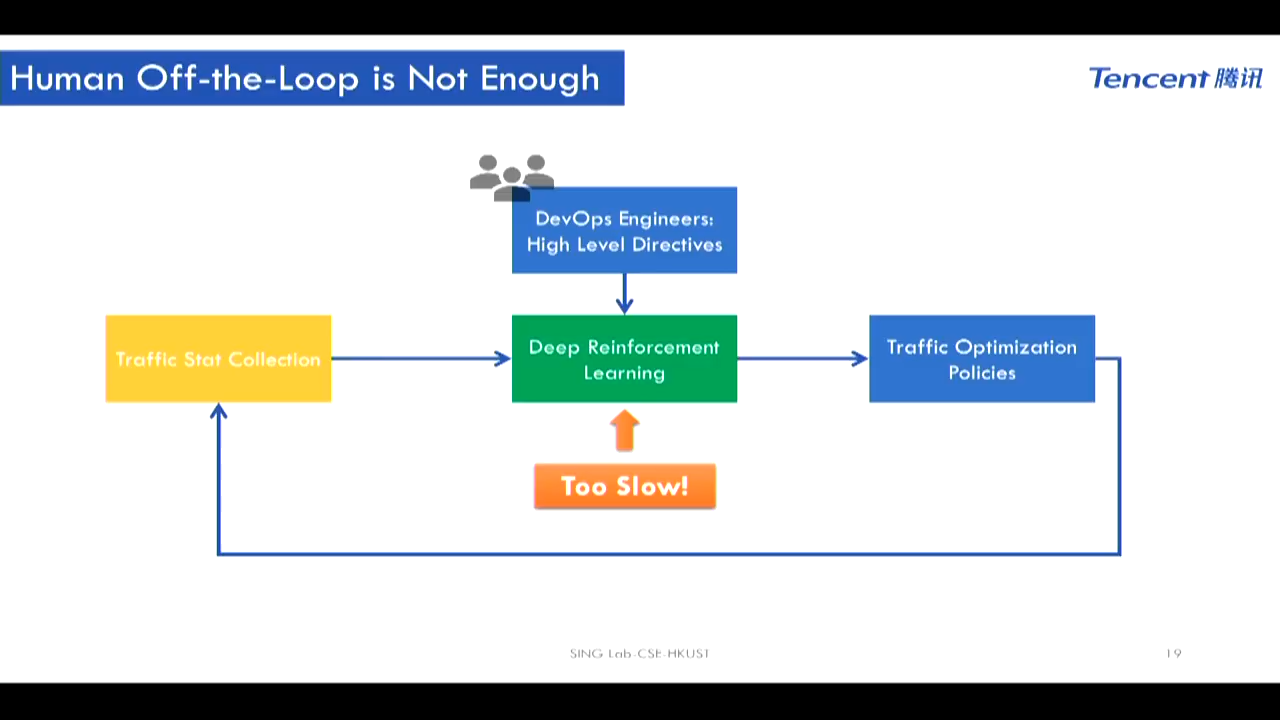 Human Off-the-Loop is Not Enough
Tencent 腾讯
DevOps Engineers:
High Level Directives
Traffic Stat Collection
Deep Reinforcement
Learning
Traffic Optimization
Policies
Too Slow!
SING Lab-CSE-HKUST
19